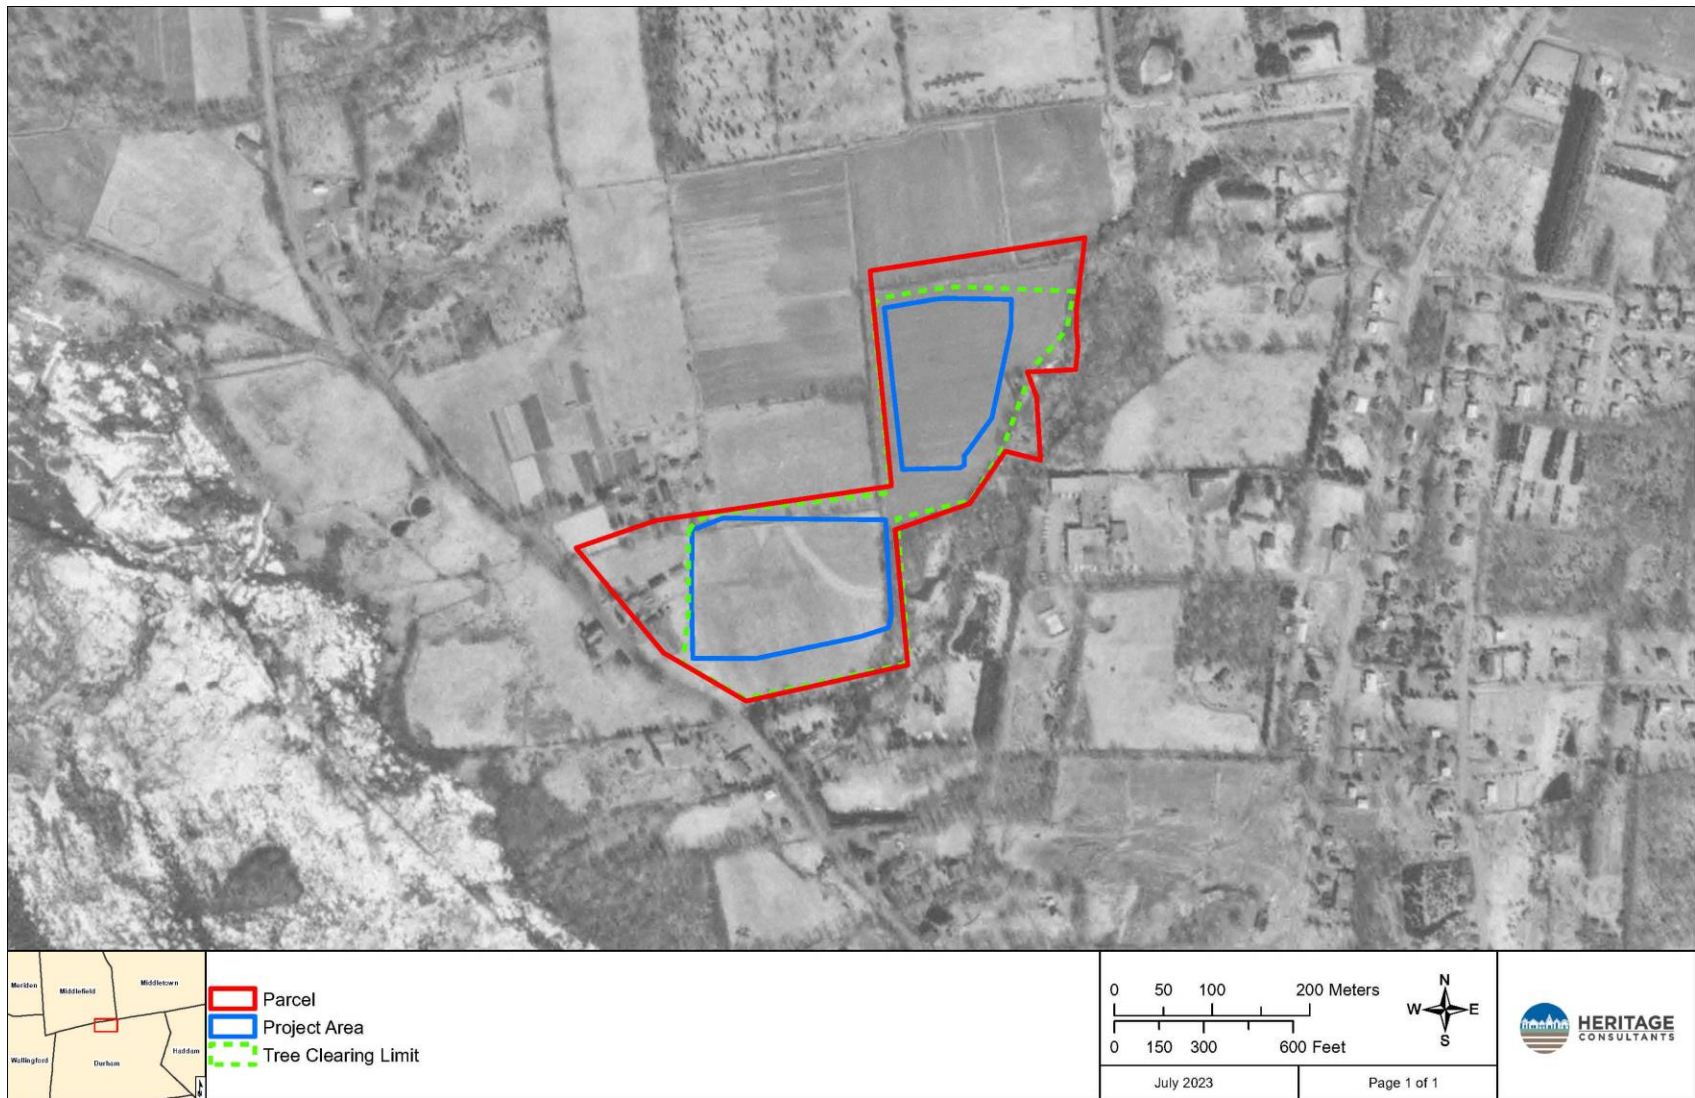 Meriden
Middlefield
Middletown
Wallingford
Durham
Haddam
N
Parcel
Project Area
Tree Clearing Limit
0 50 100 200 Meters
0 150 300 600 Feet
N
W E
S
July 2023
Page 1 of 1
HERITAGE
CONSULTANTS